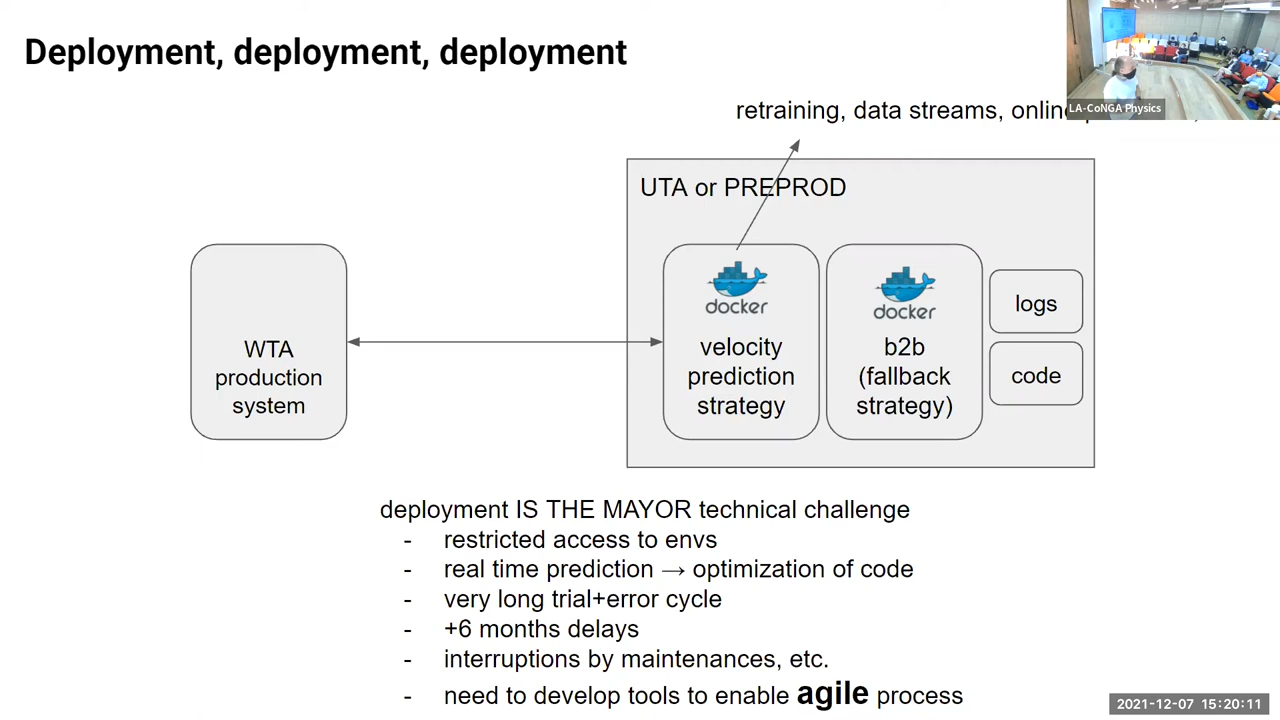 Deployment, deployment, deployment
LA-CoNGA Physics
retraining, data streams, online
UTA or PREPROD
WTA
production
system
docker
velocity
prediction
strategy
docker
b2b
(fallback
strategy)
logs
code
deployment IS THE MAYOR technical challenge
- restricted access to envs
- real time prediction → optimization of code
- very long trial+error cycle
- +6 months delays
- interruptions by maintenances, etc.
- need to develop tools to enable agile process
2021-12-07 15:20:11